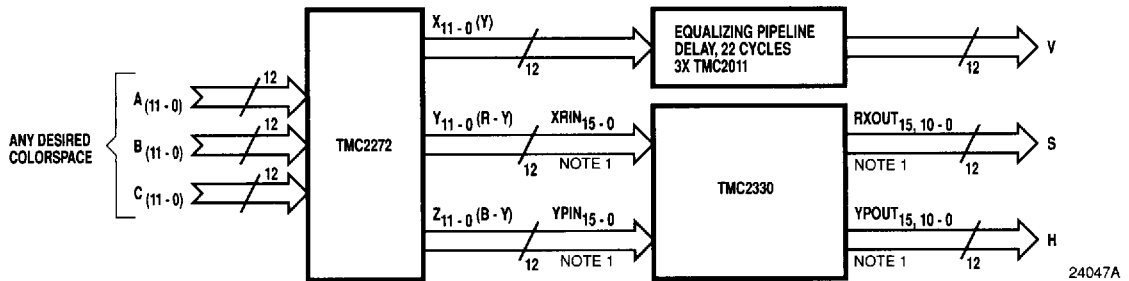 ANY DESIRED
COLORSPACE
A (11 - 0)
12
B (11 - 0)
12
C (11 - 0)
12
TMC2272
X11 - 0 (Y)
12
EQUALIZING PIPELINE
DELAY, 22 CYCLES
3X TMC2011
12
V
Y11 - 0 (R - Y) XRIN15 - 0
NOTE 1
12
TMC2330
RXOUT15, 10 - 0
NOTE 1
12
S
Z11 - 0 (B - Y) YPIN15 - 0
12
NOTE 1
YPOUT15, 10 - 0
NOTE 1
12
H
24047A